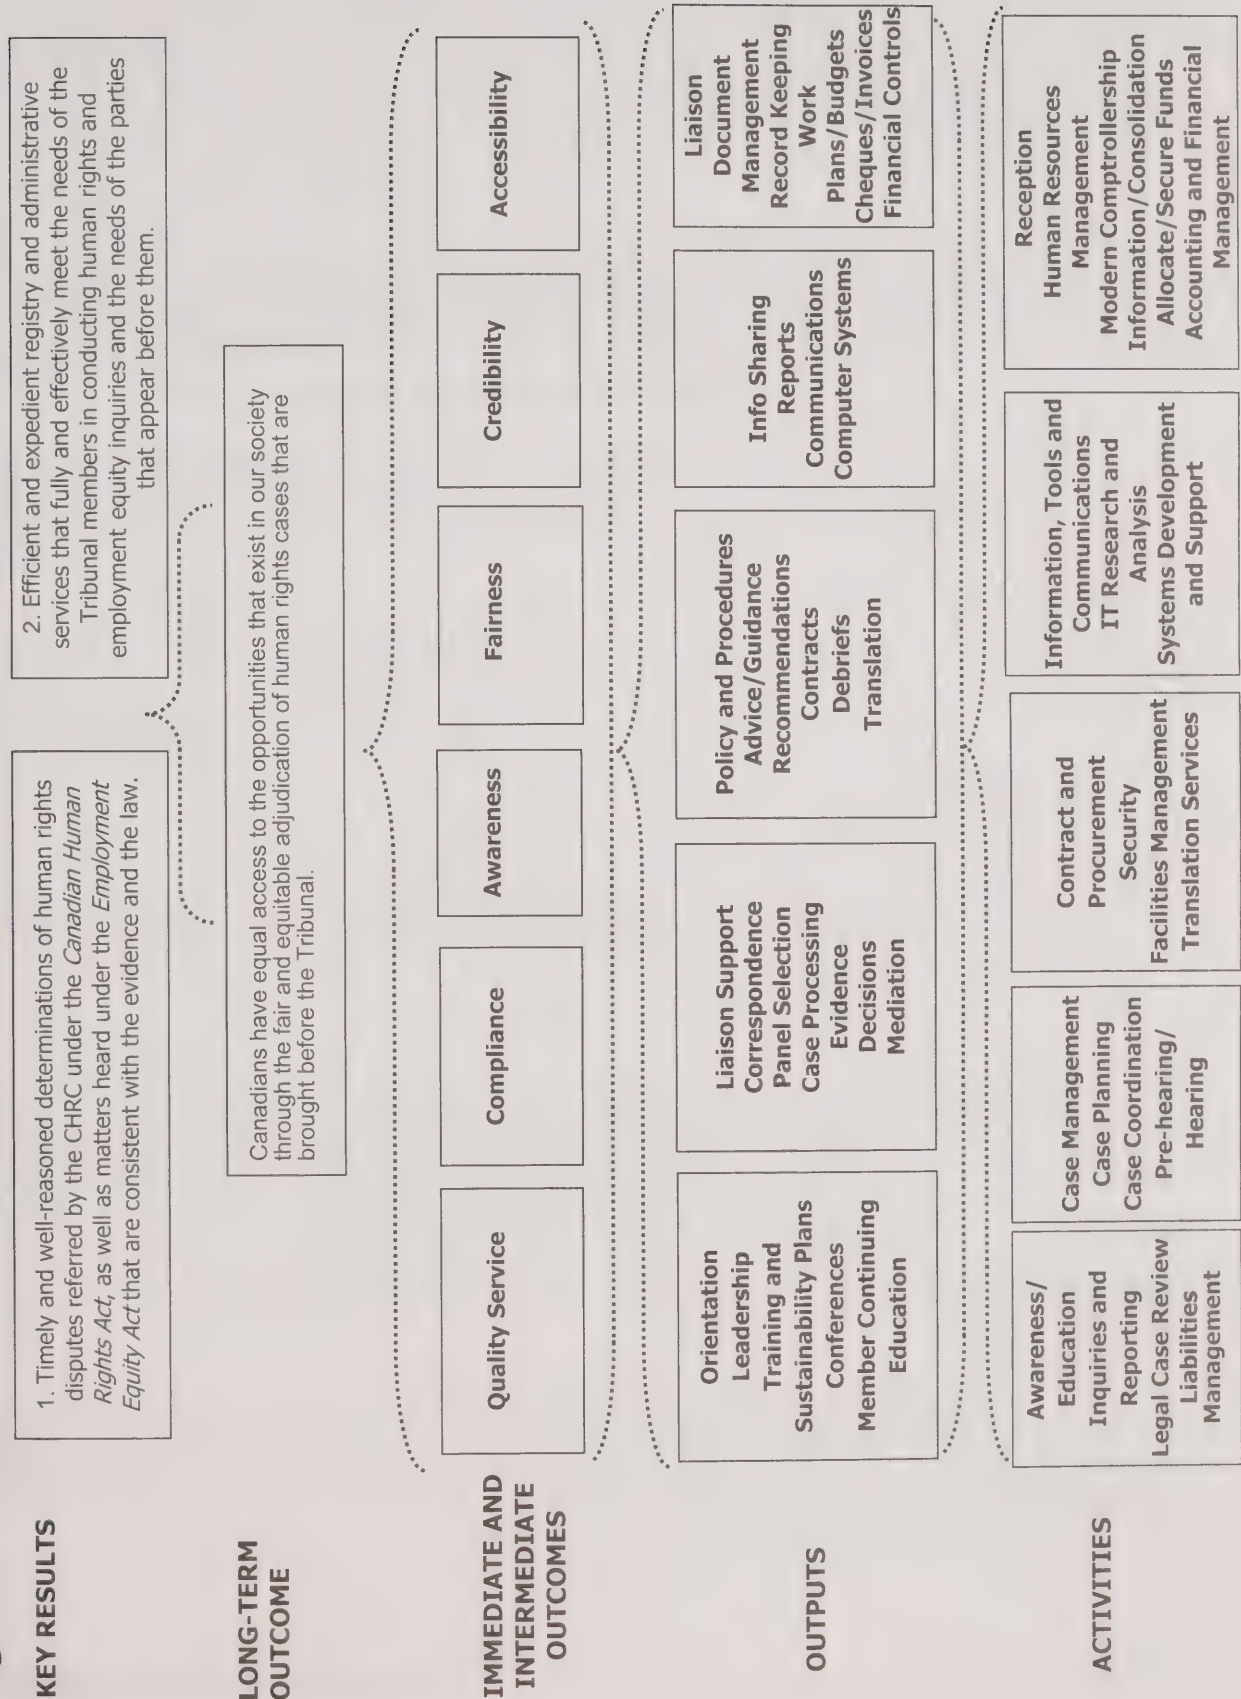 KEY RESULTS
1. Timely and well-reasoned determinations of human rights
disputes referred by the CHRC under the Canadian Human
Rights Act, as well as matters heard under the Employment
Equity Act that are consistent with the evidence and the law.
2. Efficient and expedient registry and administrative
services that fully and effectively meet the needs of the
Tribunal members in conducting human rights and
employment equity inquiries and the needs of the parties
that appear before them.
LONG-TERM
OUTCOME
Canadians have equal access to the opportunities that exist in our society
through the fair and equitable adjudication of human rights cases that are
brought before the Tribunal.
IMMEDIATE AND
INTERMEDIATE
OUTCOMES
Quality Service
Compliance
Awareness
Fairness
Credibility
Accessibility
OUTPUTS
Orientation
Leadership
Training and
Sustainability Plans
Conferences
Member Continuing
Education
Liaison Support
Correspondence
Panel Selection
Case Processing
Evidence
Decisions
Mediation
Policy and Procedures
Advice/Guidance
Recommendations
Contracts
Debriefs
Translation
Info Sharing
Reports
Communications
Computer Systems
Liaison
Document
Management
Record Keeping
Work
Plans/Budgets
Cheques/Invoices
Financial Controls
ACTIVITIES
Awareness/
Education
Inquiries and
Reporting
Legal Case Review
Liabilities
Management
Case Management
Case Planning
Case Coordination
Pre-hearing/
Hearing
Contract and
Procurement
Security
Facilities Management
Translation Services
Information, Tools and
Communications
IT Research and
Analysis
Systems Development
and Support
Reception
Human Resources
Management
Modern Comptrollership
Information/Consolidation
Allocate/Secure Funds
Accounting and Financial
Management